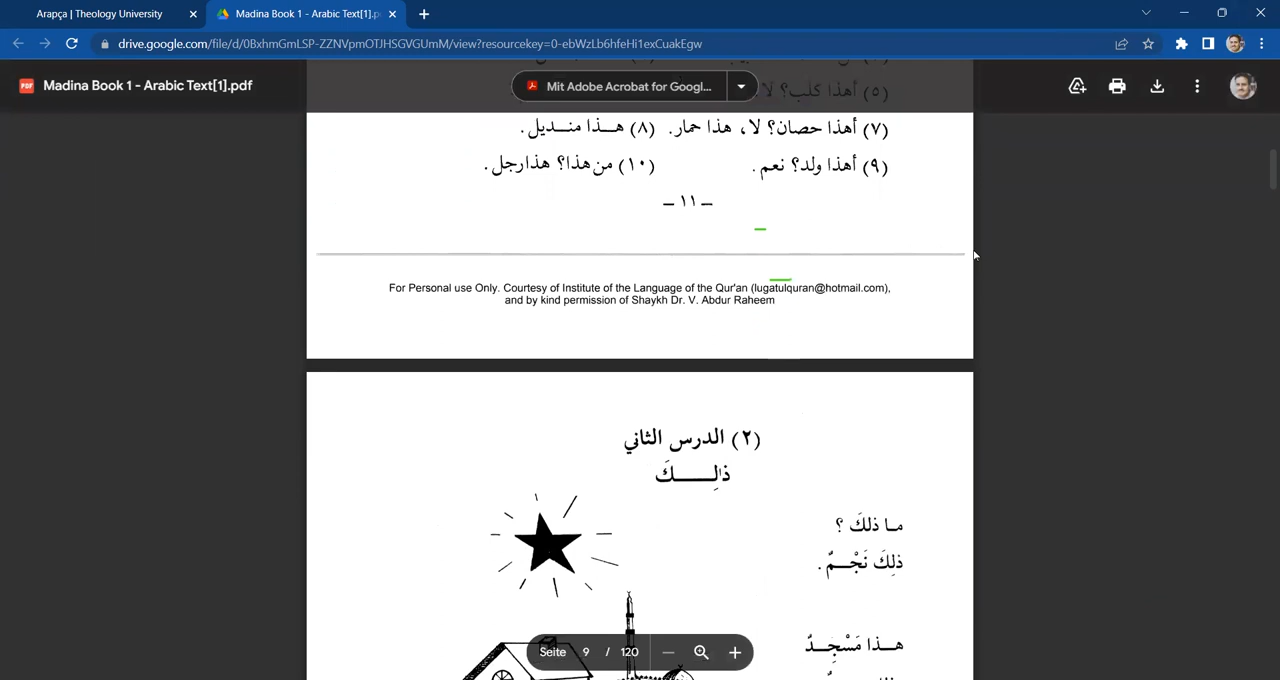 Arapça | Theology University
Madina Book 1 - Arabic Text[1].p
drive.google.com/file/d/0BxhmGmLSP-ZZNVpmOTJHSGVGUmM/view?resourcekey=0-ebWzLb6hfeHi1exCuakEgw
PDF Madina Book 1 - Arabic Text[1].pdf
Mit Adobe Acrobat for Googl...
(٥) أهذا كلب؟ لا
(٧) أهذا حصان؟ لا، هذا حمار. (٨) هـذا منـديل.
(٩) أهذا ولد؟ نعم. (١٠) من هذا؟ هذا رجل.
– ١١ –
For Personal use Only. Courtesy of Institute of the Language of the Qur'an (lugatulquran@hotmail.com),
and by kind permission of Shaykh Dr. V. Abdur Raheem
(٢) الدرس الثاني
ذٰلِـــكَ
مـا ذلكَ ؟
ذلِكَ نَجْـــمٌ .
هـــذا مَسْجِـــدٌ
Seite 9 / 120